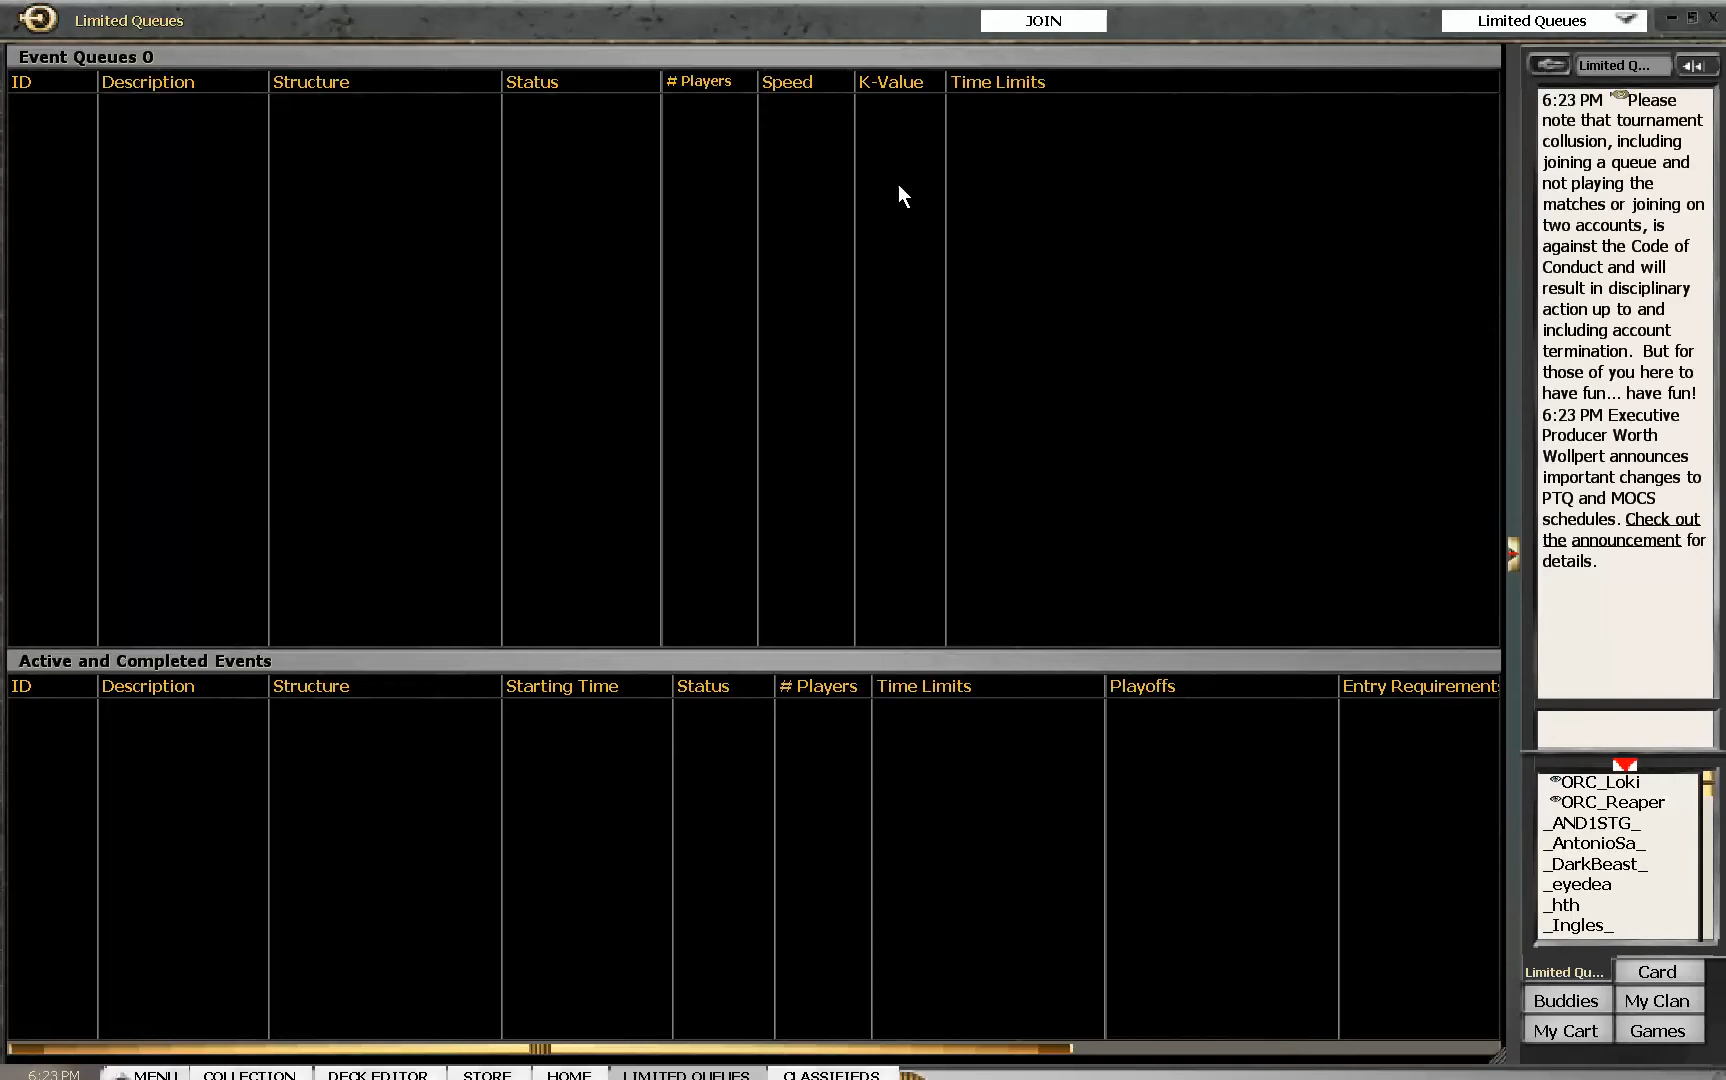 Limited Queues
JOIN
Limited Queues
Event Queues 0
ID Description Structure Status # Players Speed K-Value Time Limits
Active and Completed Events
ID Description Structure Starting Time Status # Players Time Limits Playoffs Entry Requirements
Limited Q...
6:23 PM Please
note that tournament
collusion, including
joining a queue and
not playing the
matches or joining on
two accounts, is
against the Code of
Conduct and will
result in disciplinary
action up to and
including account
termination. But for
those of you here to
have fun... have fun!
6:23 PM Executive
Producer Worth
Wollpert announces
important changes to
PTQ and MOCS
schedules. Check out
the announcement for
details.
ORC_Loki
ORC_Reaper
_AND1STG_
_AntonioSa_
_DarkBeast_
_eyedea
_hth
_Ingles_
Limited Qu... Card
Buddies My Clan
My Cart Games
6:23 PM MENU COLLECTION DECK EDITOR STORE HOME LIMITED QUEUES CLASSIFIEDS